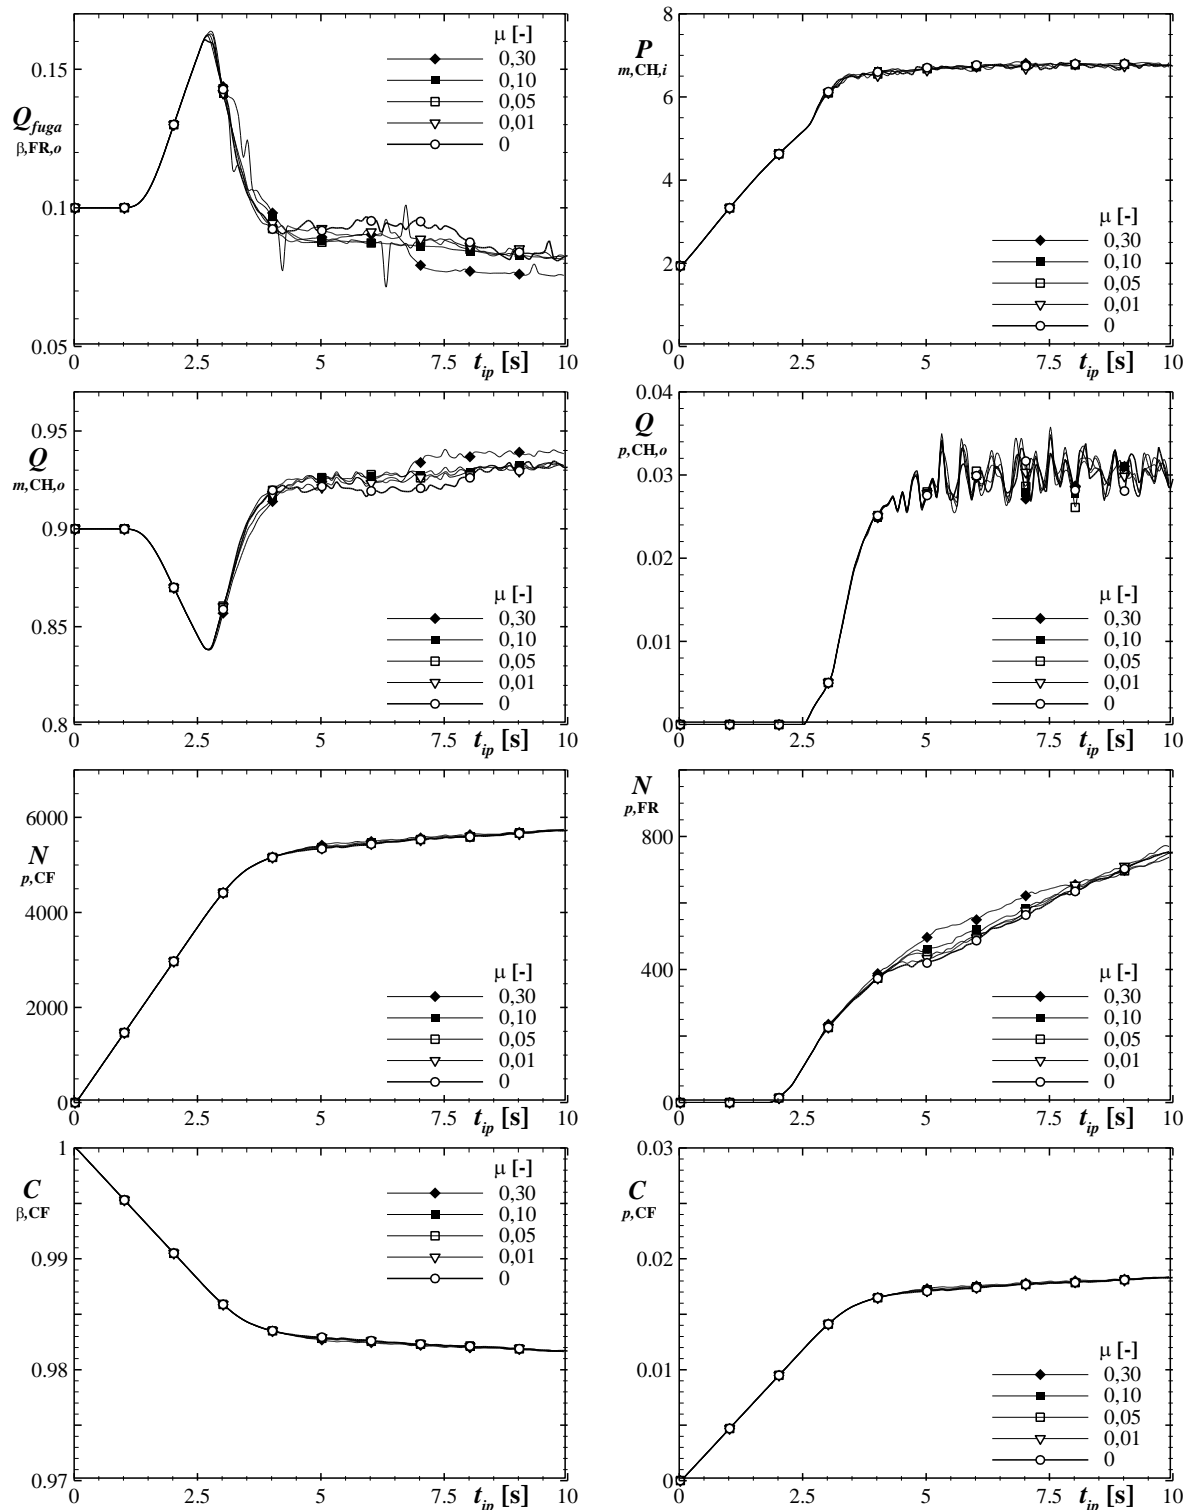 μ [-]
0,30
0,10
0,05
0,01
0
0.15
0.1
0.05
Q fuga
β,FR,o
0 2.5 5 7.5 10
t ip [s]
P
m,CH,i
8
6
4
2
0
μ [-]
0,30
0,10
0,05
0,01
0
0 2.5 5 7.5 10
t ip [s]
0.95
Q
m,CH,o
0.9
0.85
0.8
μ [-]
0,30
0,10
0,05
0,01
0
0 2.5 5 7.5 10
t ip [s]
0.04
Q
p,CH,o
0.03
0.02
0.01
0
μ [-]
0,30
0,10
0,05
0,01
0
0 2.5 5 7.5 10
t ip [s]
6000
N
p,CF
4000
2000
0
μ [-]
0,30
0,10
0,05
0,01
0
0 2.5 5 7.5 10
t ip [s]
N
p,FR
800
400
0
μ [-]
0,30
0,10
0,05
0,01
0
0 2.5 5 7.5 10
t ip [s]
1
C
β,CF
0.99
0.98
0.97
μ [-]
0,30
0,10
0,05
0,01
0
0 2.5 5 7.5 10
t ip [s]
0.03
C
p,CF
0.02
0.01
0
μ [-]
0,30
0,10
0,05
0,01
0
0 2.5 5 7.5 10
t ip [s]